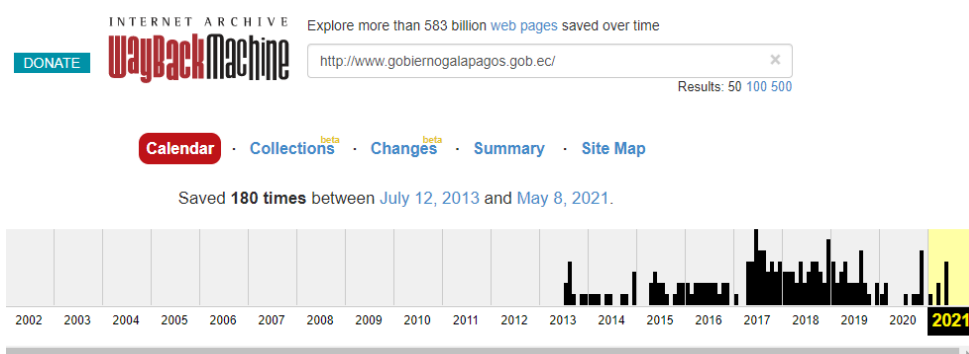 INTERNET ARCHIVE
WayBackMachine
DONATE
Explore more than 583 billion web pages saved over time
http://www.gobiernogalapagos.gob.ec/ ×
Results: 50 100 500
Calendar · Collections beta · Changes beta · Summary · Site Map
Saved 180 times between July 12, 2013 and May 8, 2021.
2002 2003 2004 2005 2006 2007 2008 2009 2010 2011 2012 2013 2014 2015 2016 2017 2018 2019 2020 2021